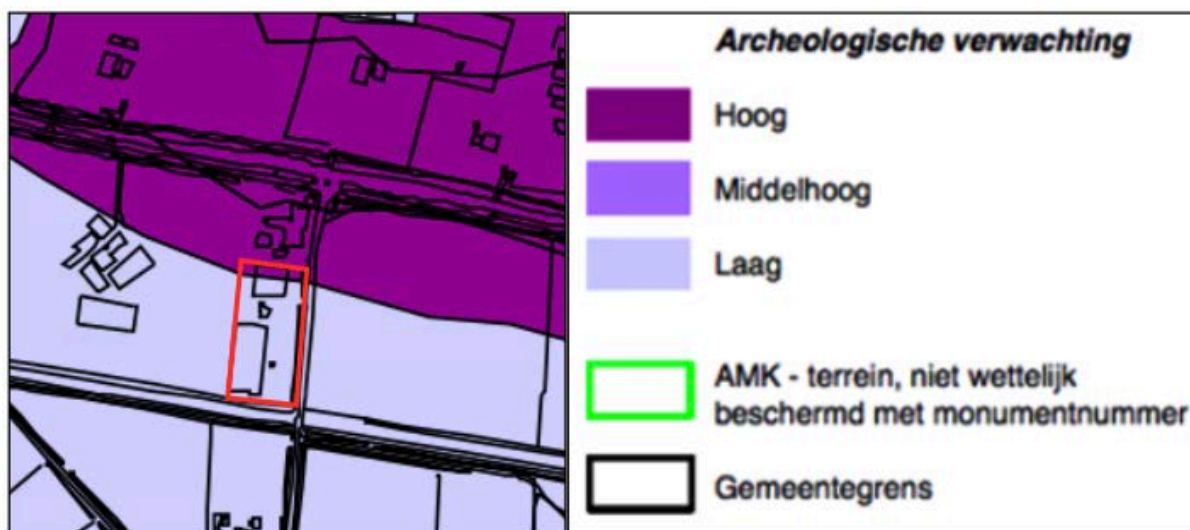 Archeologische verwachting
Hoog
Middelhoog
Laag
AMK - terrein, niet wettelijk
beschermd met monumentnummer
Gemeentegrens